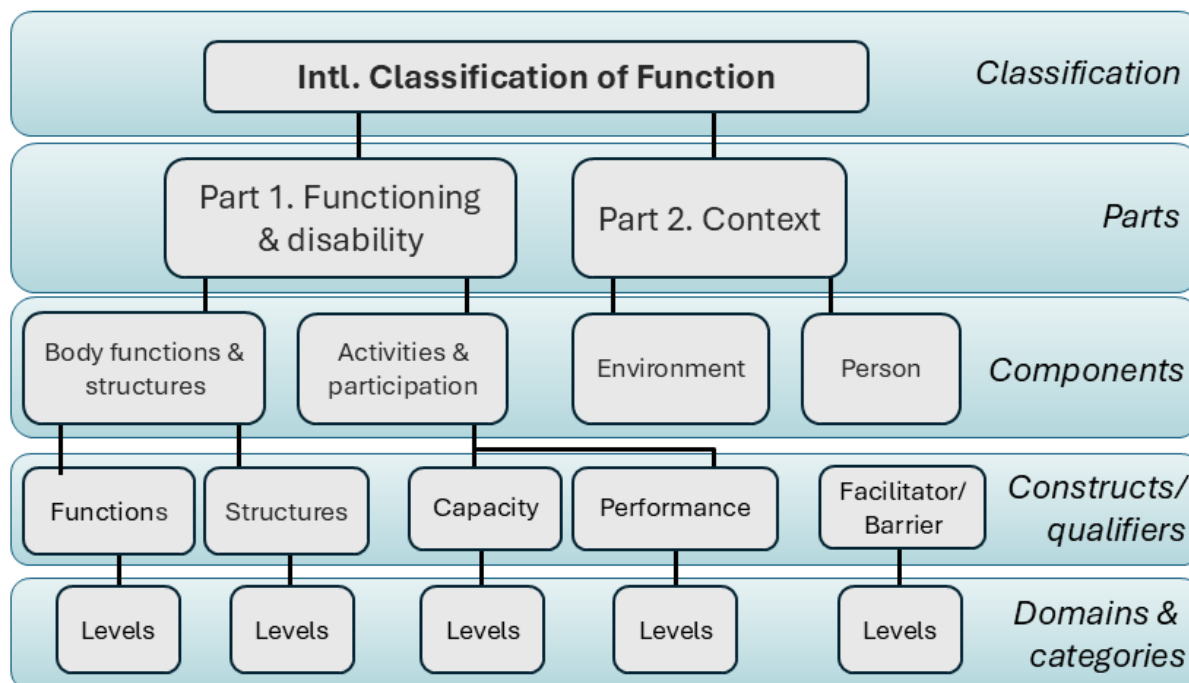 Intl. Classification of Function
Classification
Part 1. Functioning
& disability
Part 2. Context
Parts
Body functions &
structures
Activities &
participation
Environment
Person
Components
Functions
Structures
Capacity
Performance
Facilitator/
Barrier
Constructs/
qualifiers
Levels
Levels
Levels
Levels
Levels
Domains &
categories